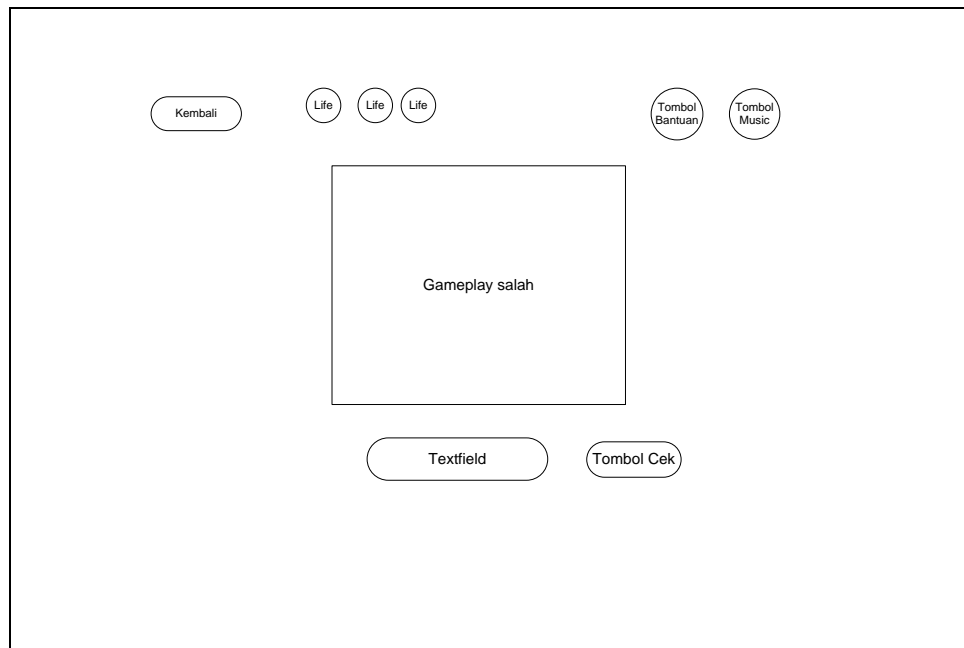 Kembali
Life
Life
Life
Tombol
Bantuan
Tombol
Music
Gameplay salah
Textfield
Tombol Cek